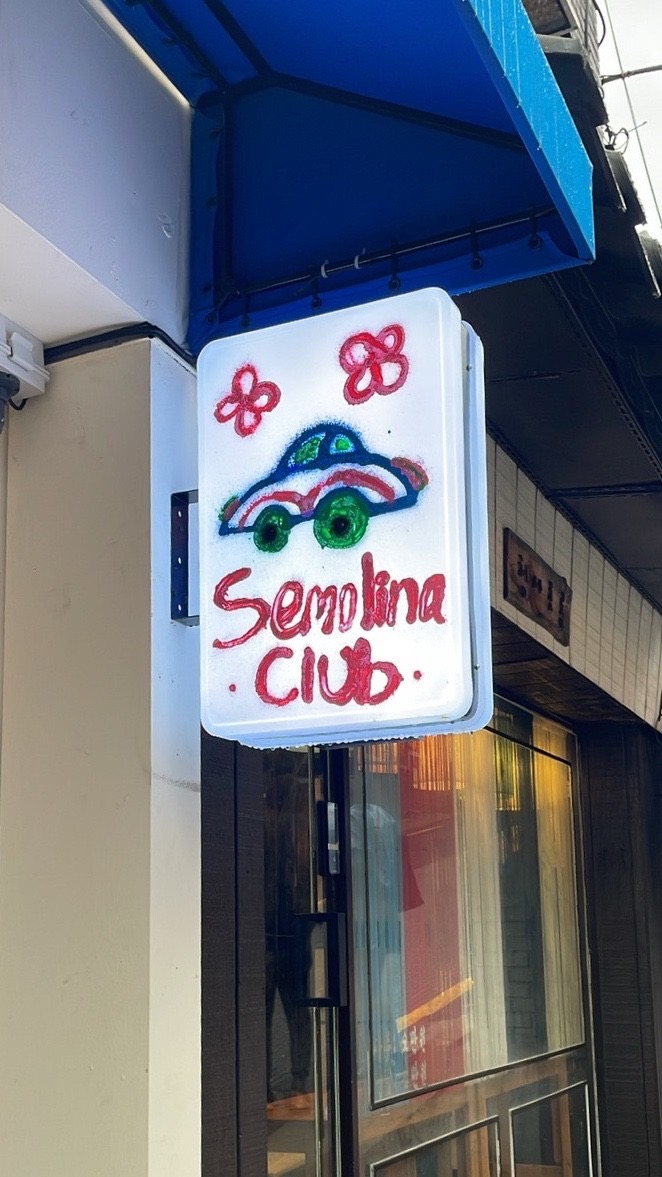 Semolina
· Club ·